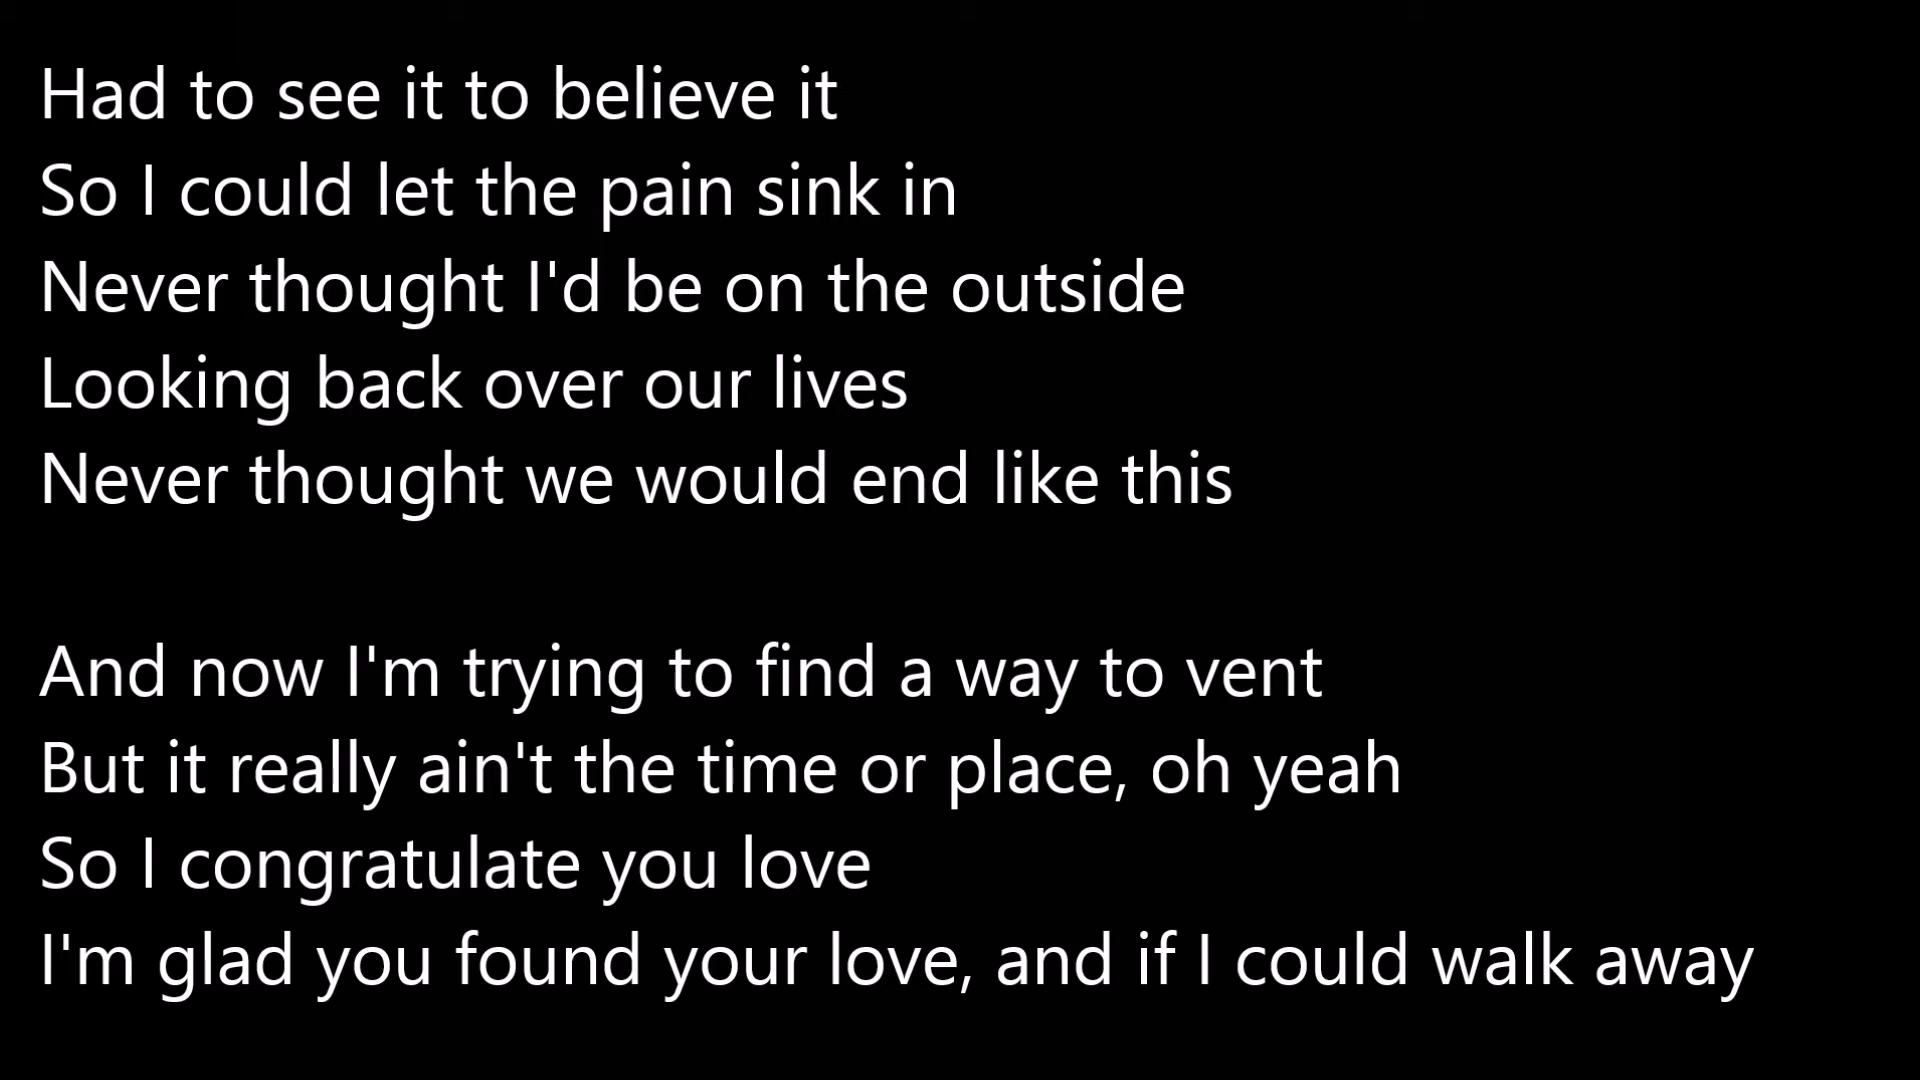 Had to see it to believe it
So I could let the pain sink in
Never thought I'd be on the outside
Looking back over our lives
Never thought we would end like this
And now I'm trying to find a way to vent
But it really ain't the time or place, oh yeah
So I congratulate you love
I'm glad you found your love, and if I could walk away